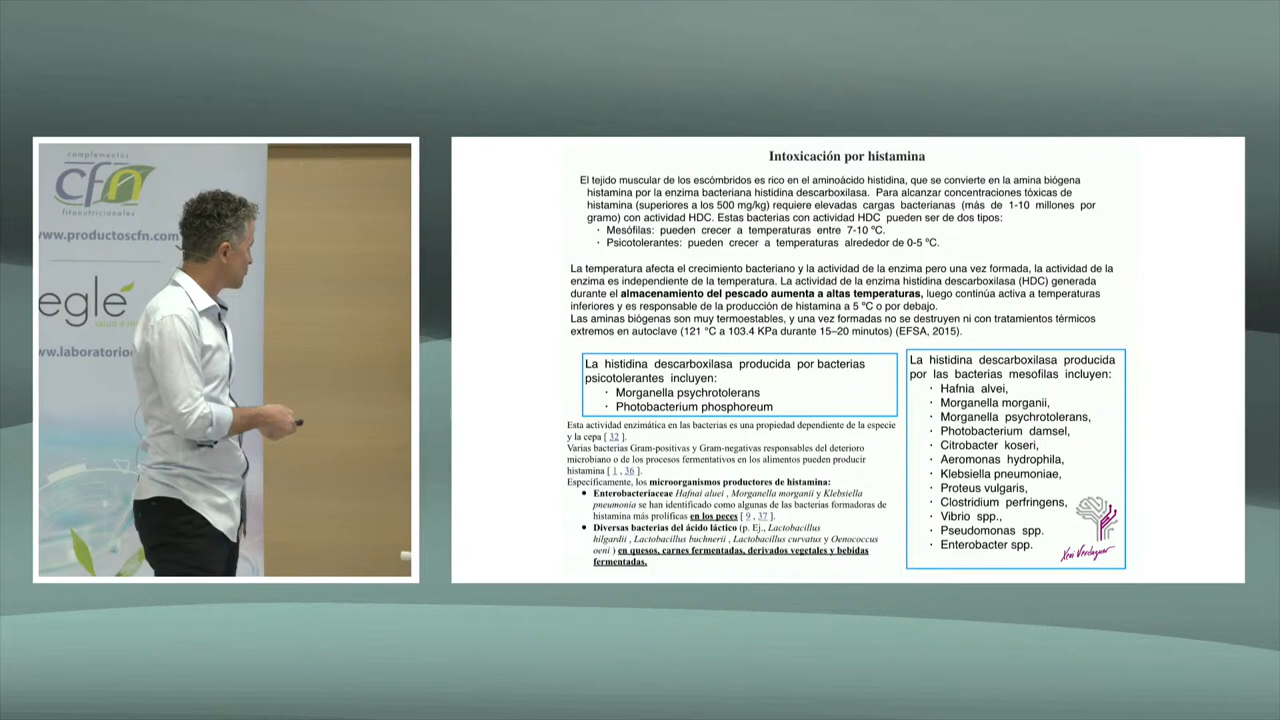 complementos
cfn
fitonutricionales
www.productoscfn.com
eglé
salud
ww.laboratorio
Intoxicación por histamina
El tejido muscular de los escómbridos es rico en el aminoácido histidina, que se convierte en la amina biógena
histamina por la enzima bacteriana histidina descarboxilasa. Para alcanzar concentraciones tóxicas de
histamina (superiores a los 500 mg/kg) requiere elevadas cargas bacterianas (más de 1-10 millones por
gramo) con actividad HDC. Estas bacterias con actividad HDC pueden ser de dos tipos:
· Mesófilas: pueden crecer a temperaturas entre 7-10 ºC.
· Psicotolerantes: pueden crecer a temperaturas alrededor de 0-5 ºC.
La temperatura afecta el crecimiento bacteriano y la actividad de la enzima pero una vez formada, la actividad de la
enzima es independiente de la temperatura. La actividad de la enzima histidina descarboxilasa (HDC) generada
durante el almacenamiento del pescado aumenta a altas temperaturas, luego continúa activa a temperaturas
inferiores y es responsable de la producción de histamina a 5 ºC o por debajo.
Las aminas biógenas son muy termoestables, y una vez formadas no se destruyen ni con tratamientos térmicos
extremos en autoclave (121 °C a 103.4 KPa durante 15–20 minutos) (EFSA, 2015).
La histidina descarboxilasa producida por bacterias
psicotolerantes incluyen:
· Morganella psychrotolerans
· Photobacterium phosphoreum
Esta actividad enzimática en las bacterias es una propiedad dependiente de la especie
y la cepa [ 32 ].
Varias bacterias Gram-positivas y Gram-negativas responsables del deterioro
microbiano o de los procesos fermentativos en los alimentos pueden producir
histamina [ 1 , 36 ].
Específicamente, los microorganismos productores de histamina:
● Enterobacteriaceae Hafnai aluei , Morganella morganii y Klebsiella
pneumonia se han identificado como algunas de las bacterias formadoras de
histamina más prolíficas en los peces [ 9 , 37 ].
● Diversas bacterias del ácido láctico (p. Ej., Lactobacillus
hilgardii , Lactobacillus buchnerii , Lactobacillus curvatus y Oenococcus
oeni ) en quesos, carnes fermentadas, derivados vegetales y bebidas
fermentadas.
La histidina descarboxilasa producida
por las bacterias mesofilas incluyen:
· Hafnia alvei,
· Morganella morganii,
· Morganella psychrotolerans,
· Photobacterium damsel,
· Citrobacter koseri,
· Aeromonas hydrophila,
· Klebsiella pneumoniae,
· Proteus vulgaris,
· Clostridium perfringens,
· Vibrio spp.,
· Pseudomonas spp.
· Enterobacter spp.
Xevi Verdaguer